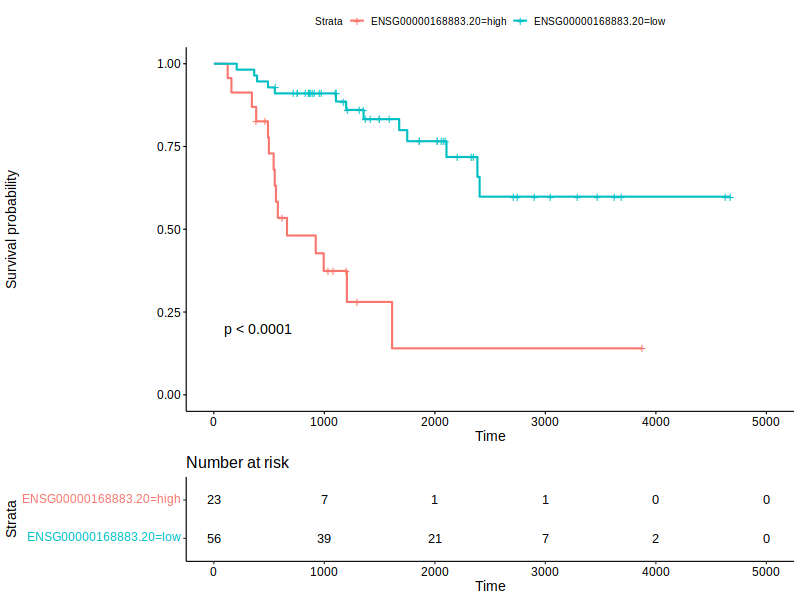 Strata ENSG00000168883.20=high ENSG00000168883.20=low
Survival probability
1.00
0.75
0.50
0.25
0.00
p < 0.0001
0 1000 2000 3000 4000 5000
Time
Number at risk
Strata
ENSG00000168883.20=high 23 7 1 1 0 0
ENSG00000168883.20=low 56 39 21 7 2 0
0 1000 2000 3000 4000 5000
Time